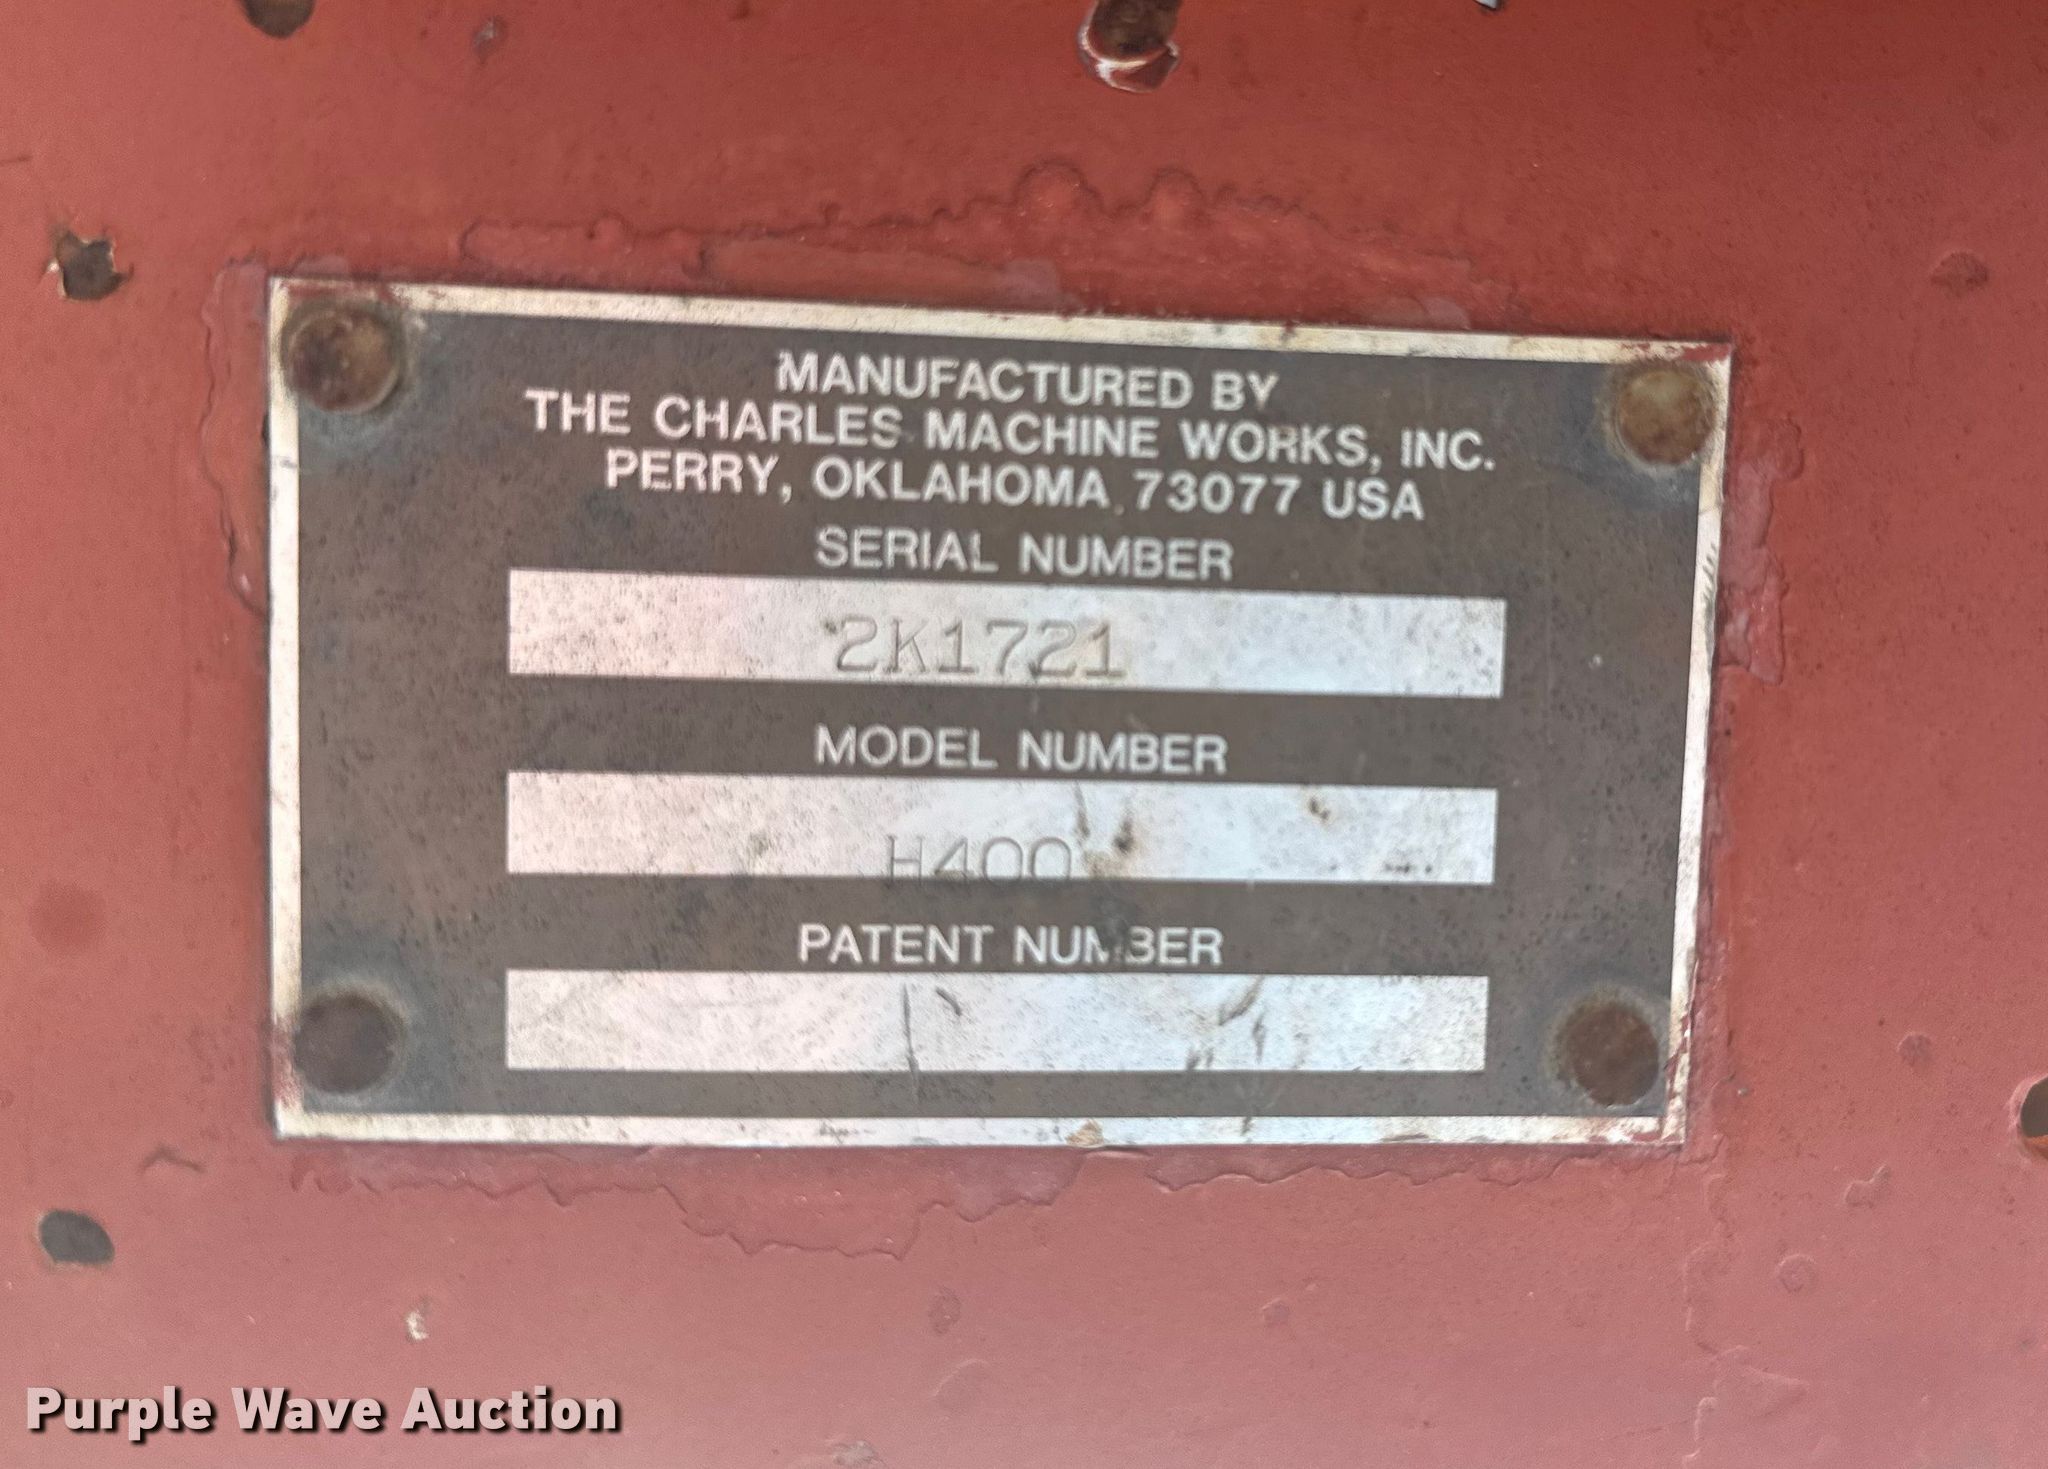 MANUFACTURED BY
THE CHARLES MACHINE WORKS, INC.
PERRY, OKLAHOMA 73077 USA
SERIAL NUMBER
2K1721
MODEL NUMBER
H400
PATENT NUMBER
Purple Wave Auction